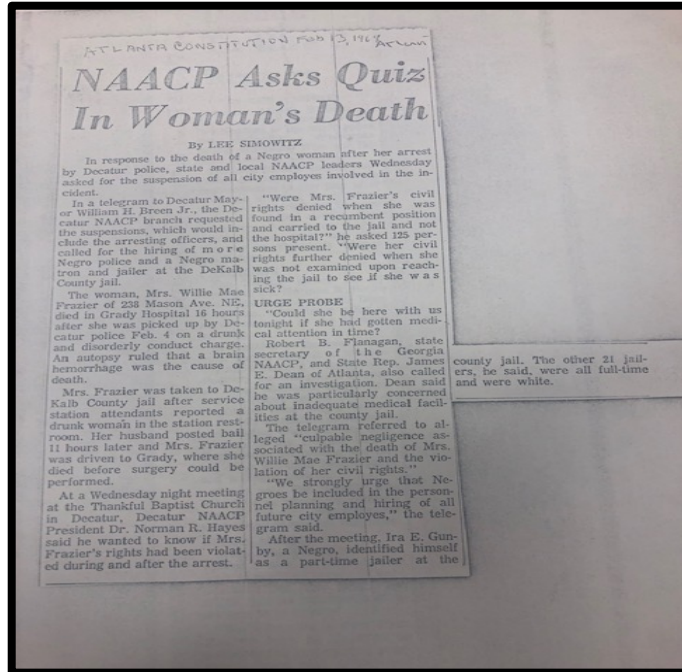 ATLANTA CONSTITUTION Feb 13, 1969
NAACP Asks Quiz
In Woman's Death
By LEE SIMOWITZ
In response to the death of a Negro woman after her arrest
by Decatur police, state and local NAACP leaders Wednesday
asked for the suspension of all city employes involved in the in-
cident.
In a telegram to Decatur May-
or William H. Breen Jr., the De-
catur NAACP branch requested
the suspensions, which would in-
clude the arresting officers, and
called for the hiring of more
Negro police and a Negro ma-
tron and jailer at the DeKalb
County jail.
The woman, Mrs. Willie Mae
Frazier of 238 Mason Ave. NE,
died in Grady Hospital 16 hours
after she was picked up by De-
catur police Feb. 4 on a drunk
and disorderly conduct charge.
An autopsy ruled that a brain
hemorrhage was the cause of
death.
Mrs. Frazier was taken to De-
Kalb County jail after service
station attendants reported a
drunk woman in the station rest-
room. Her husband posted bail
11 hours later and Mrs. Frazier
was driven to Grady, where she
died before surgery could be
performed.
At a Wednesday night meeting
at the Thankful Baptist Church
in Decatur, Decatur NAACP
President Dr. Norman R. Hayes
said he wanted to know if Mrs.
Frazier's rights had been violat-
ed during and after the arrest.
"Were Mrs. Frazier's civil
rights denied when she was
found in a recumbent position
and carried to the jail and not
the hospital?" he asked 125 per-
sons present. "Were her civil
rights further denied when she
was not examined upon reach-
ing the jail to see if she was
sick?
URGE PROBE
"Could she be here with us
tonight if she had gotten medi-
cal attention in time?
Robert B. Flanagan, state
secretary of the Georgia
NAACP, and State Rep. James
E. Dean of Atlanta, also called
for an investigation. Dean said
he was particularly concerned
about inadequate medical facil-
ities at the county jail.
The telegram referred to al-
leged "culpable negligence as-
sociated with the death of Mrs.
Willie Mae Frazier and the vio-
lation of her civil rights."
"We strongly urge that Ne-
groes be included in the person-
nel planning and hiring of all
future city employes," the tele-
gram said.
After the meeting, Ira E. Gun-
by, a Negro, identified himself
as a part-time jailer at the
county jail. The other 21 jail-
ers, he said, were all full-time
and were white.